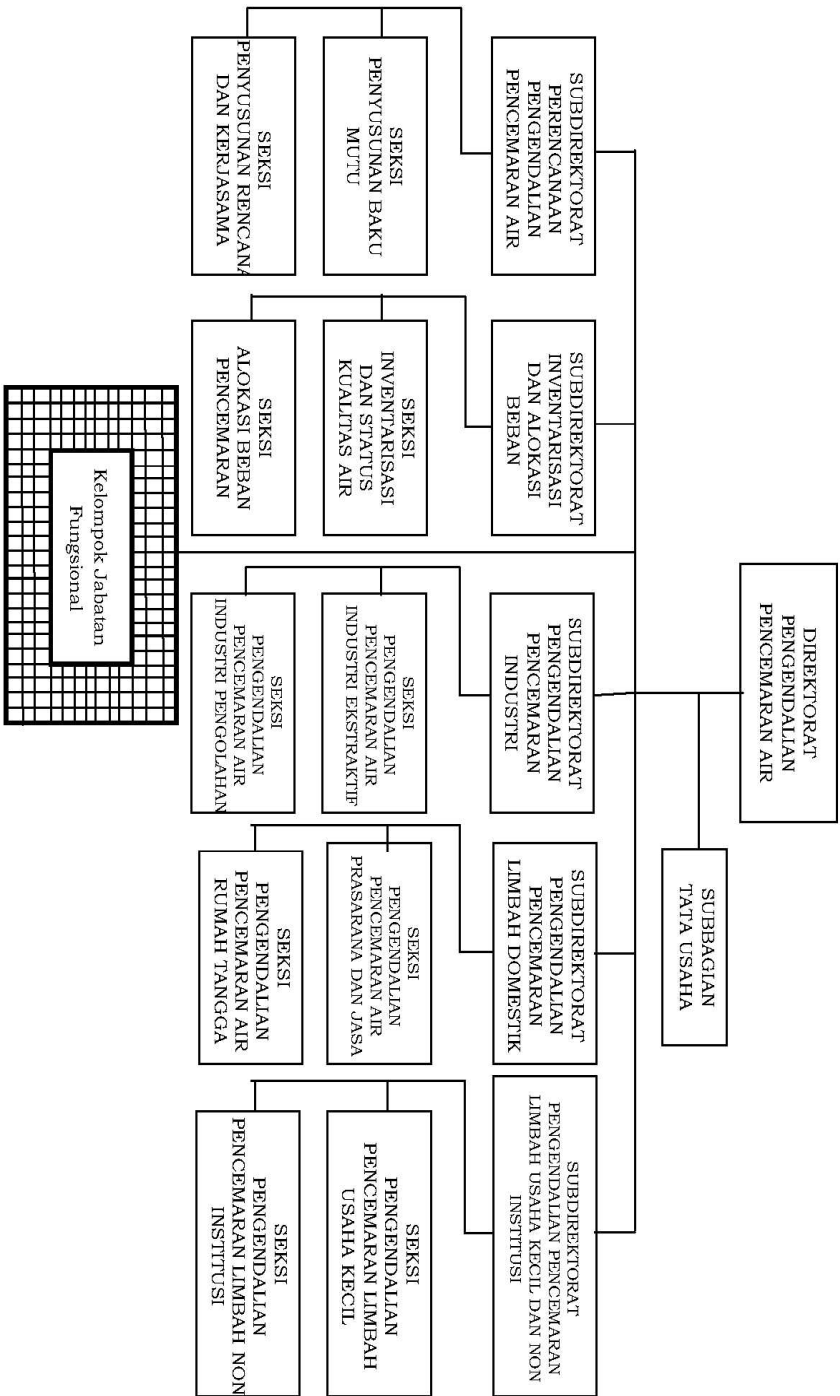 DIREKTORAT
PENGENDALIAN
PENCEMARAN AIR
SUBBAGIAN
TATA USAHA
SUBDIREKTORAT
PERENCANAAN
PENGENDALIAN
PENCEMARAN AIR
SUBDIREKTORAT
INVENTARISASI
DAN ALOKASI
BEBAN
SUBDIREKTORAT
PENGENDALIAN
PENCEMARAN
INDUSTRI
SUBDIREKTORAT
PENGENDALIAN
PENCEMARAN
LIMBAH DOMESTIK
SUBDIREKTORAT
PENGENDALIAN PENCEMARAN
LIMBAH USAHA KECIL DAN NON
INSTITUSI
SEKSI
PENYUSUNAN BAKU
MUTU
SEKSI
INVENTARISASI
DAN STATUS
KUALITAS AIR
SEKSI
PENGENDALIAN
PENCEMARAN AIR
INDUSTRI EKSTRAKTIF
SEKSI
PENGENDALIAN
PENCEMARAN AIR
PRASARANA DAN JASA
SEKSI
PENGENDALIAN
PENCEMARAN LIMBAH
USAHA KECIL
SEKSI
PENYUSUNAN RENCANA
DAN KERJASAMA
SEKSI
ALOKASI BEBAN
PENCEMARAN
SEKSI
PENGENDALIAN
PENCEMARAN AIR
INDUSTRI PENGOLAHAN
SEKSI
PENGENDALIAN
PENCEMARAN AIR
RUMAH TANGGA
SEKSI
PENGENDALIAN
PENCEMARAN LIMBAH NON
INSTITUSI
Kelompok Jabatan
Fungsional